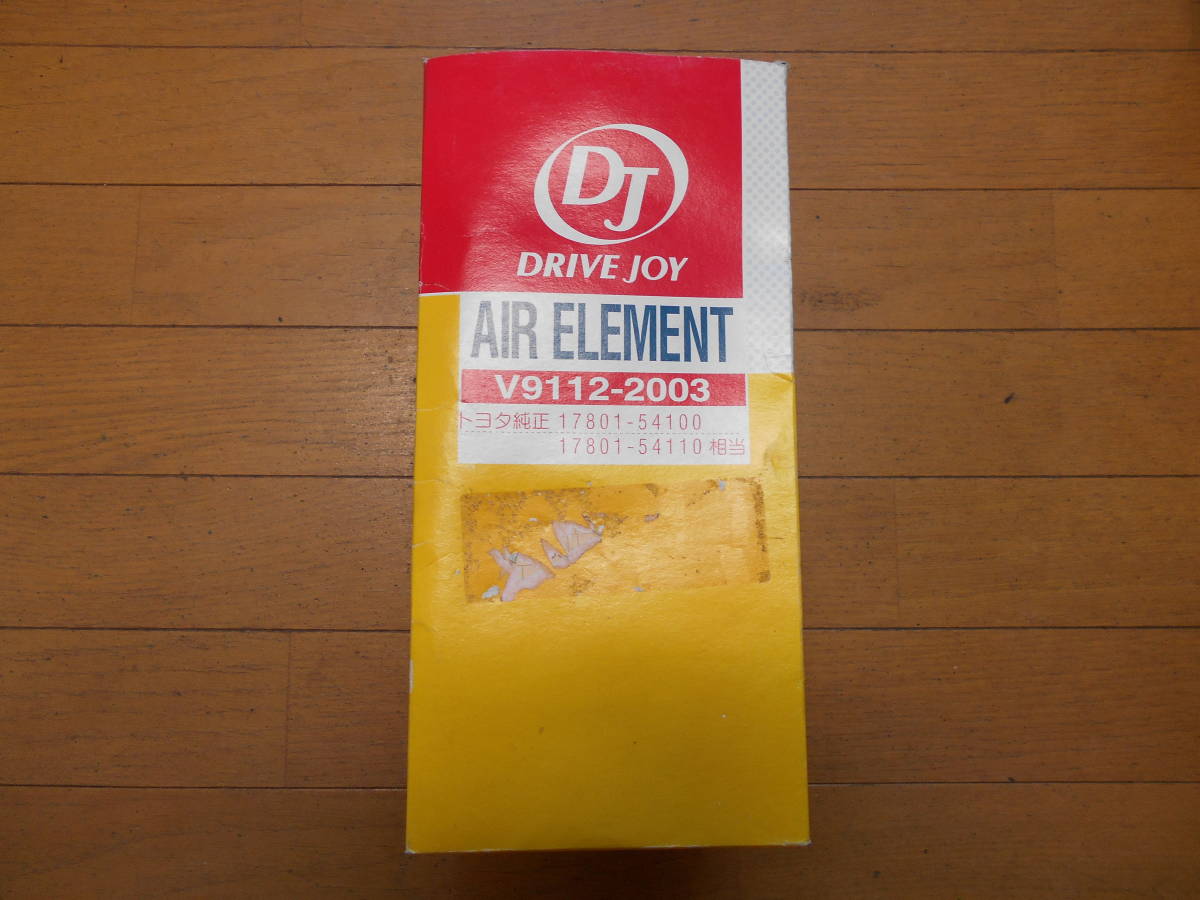 DJ
DRIVE JOY
AIR ELEMENT
V9112-2003
トヨタ純正 17801-54100
17801-54110 相当